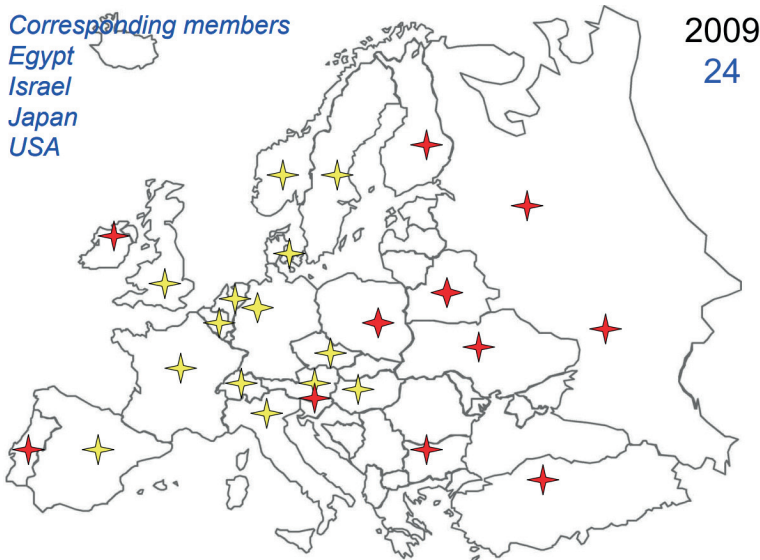 Corresponding members
Egypt
Israel
Japan
USA
2009
24